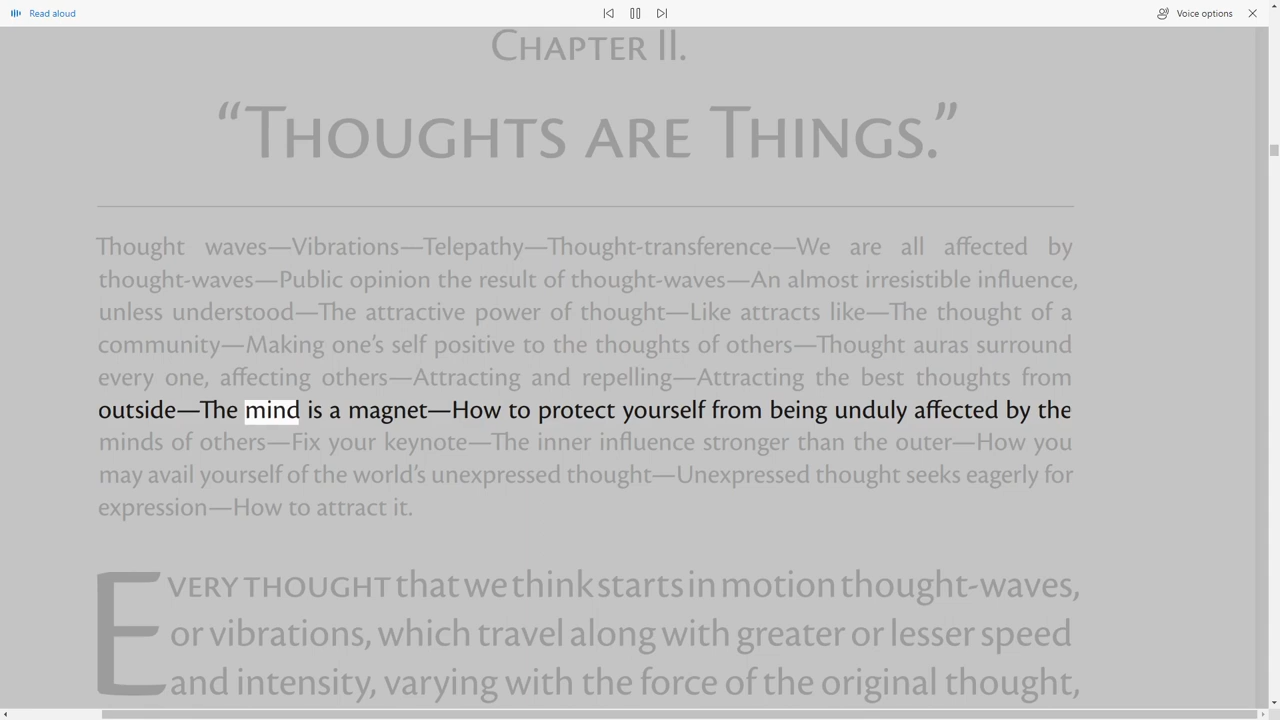 Read aloud
Voice options
CHAPTER II.
“THOUGHTS ARE THINGS.”
Thought waves—Vibrations—Telepathy—Thought-transference—We are all affected by
thought-waves—Public opinion the result of thought-waves—An almost irresistible influence,
unless understood—The attractive power of thought—Like attracts like—The thought of a
community—Making one’s self positive to the thoughts of others—Thought auras surround
every one, affecting others—Attracting and repelling—Attracting the best thoughts from
outside—The mind is a magnet—How to protect yourself from being unduly affected by the
minds of others—Fix your keynote—The inner influence stronger than the outer—How you
may avail yourself of the world’s unexpressed thought—Unexpressed thought seeks eagerly for
expression—How to attract it.
EVERY THOUGHT that we think starts in motion thought-waves,
or vibrations, which travel along with greater or lesser speed
and intensity, varying with the force of the original thought,